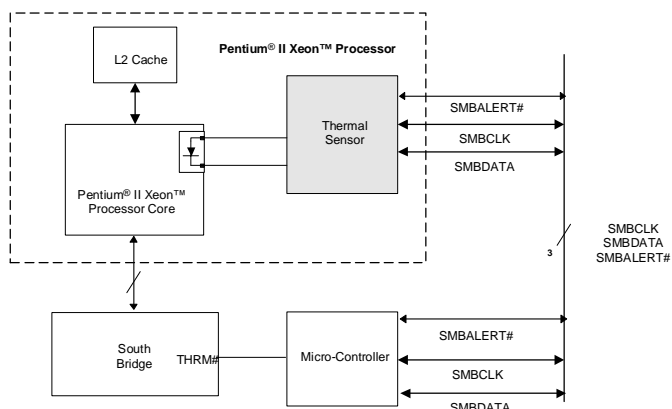 Pentium® II Xeon™ Processor
L2 Cache
SMBALERT#
Thermal
Sensor
SMBCLK
SMBDATA
Pentium® II Xeon™
Processor Core
SMBCLK
SMBDATA
SMBALERT#
3
SMBALERT#
South
Bridge
THRM#
Micro-Controller
SMBCLK
SMBDATA